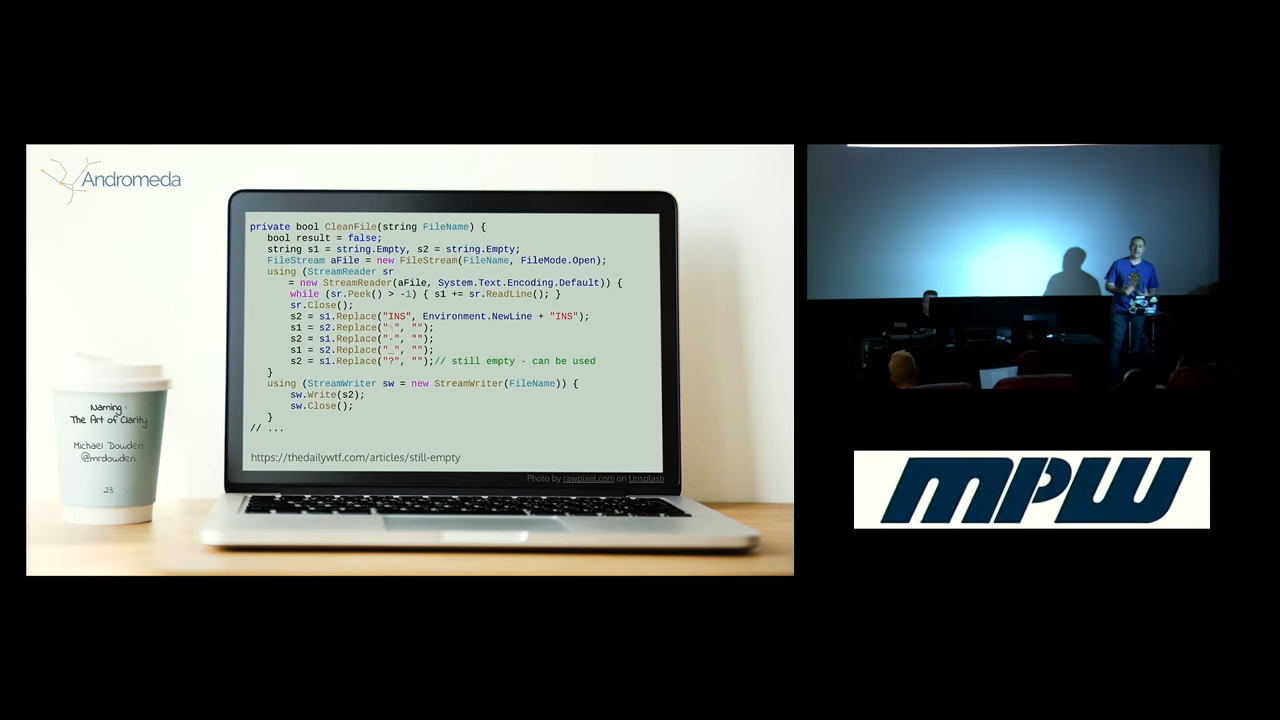 Andromeda
private bool CleanFile(string FileName) {
bool result = false;
string s1 = string.Empty, s2 = string.Empty;
FileStream aFile = new FileStream(FileName, FileMode.Open);
using (StreamReader sr
= new StreamReader(aFile, System.Text.Encoding.Default)) {
while (sr.Peek() > -1) { s1 += sr.ReadLine(); }
sr.Close();
s2 = s1.Replace("INS", Environment.NewLine + "INS");
s1 = s2.Replace("
", "");
s2 = s1.Replace("-", "");
s1 = s2.Replace("_", "");
s2 = s1.Replace("?", "");// still empty - can be used
}
using (StreamWriter sw = new StreamWriter(FileName)) {
sw.Write(s2);
sw.Close();
}
// ...
https://thedailywtf.com/articles/still-empty
Photo by rawpixel.com on Unsplash
Naming:
The Art of Clarity
Michael Dowden
@mrdowden
23
MPW